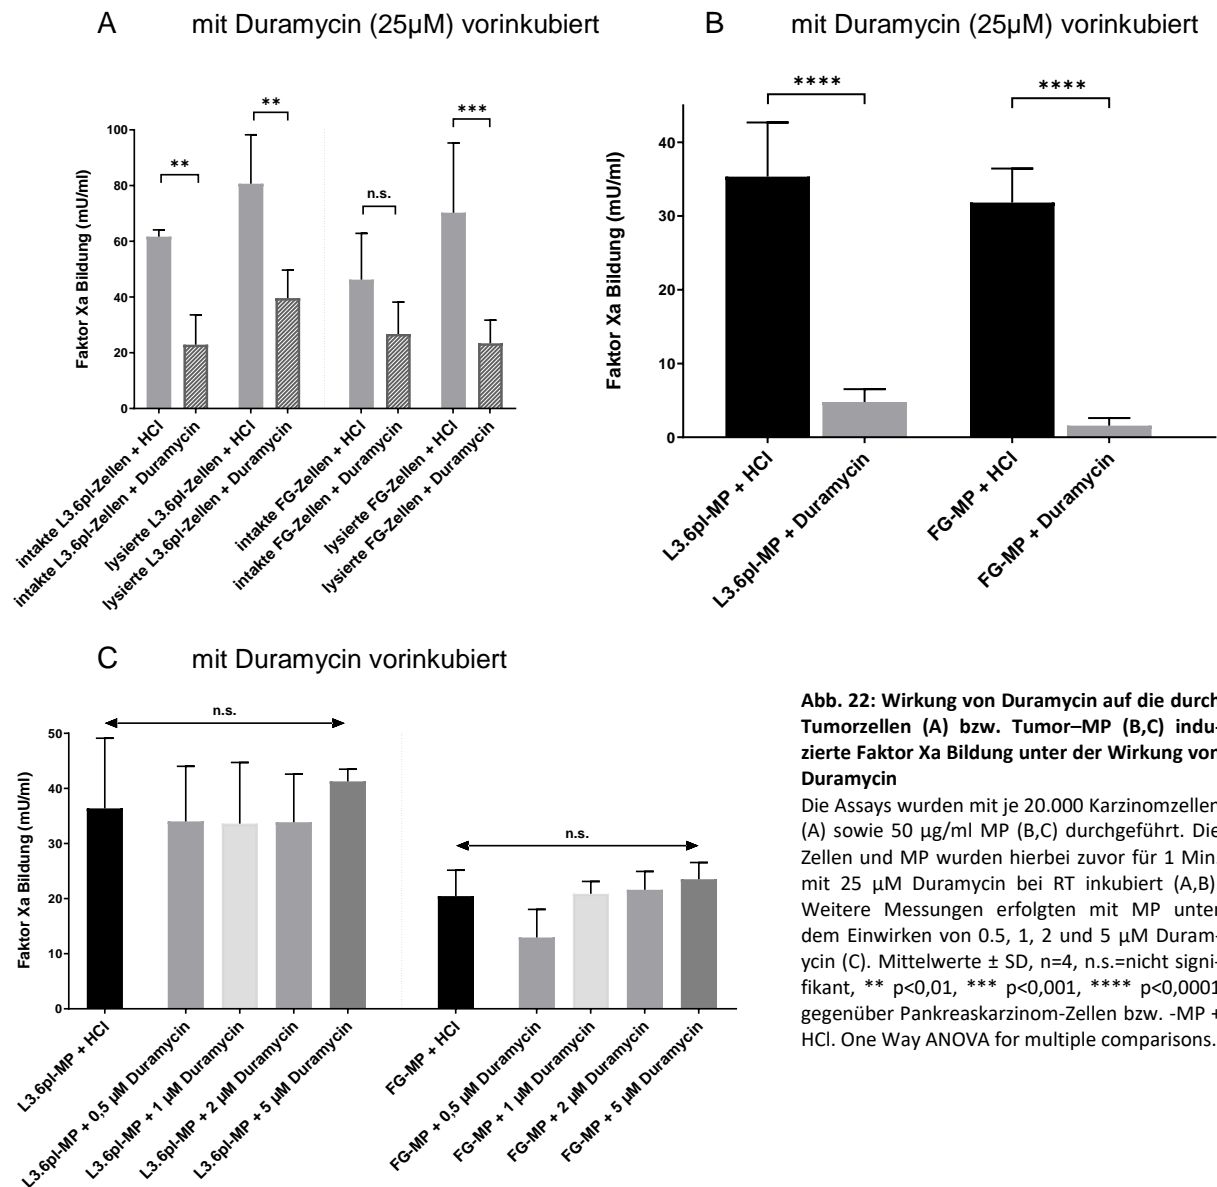 A mit Duramycin (25µM) vorinkubiert
**
**
n.s.
***
Faktor Xa Bildung (mU/ml)
100
80
60
40
20
0
intakte L3.6pl-Zellen + HCl
intakte L3.6pl-Zellen + Duramycin
lysierte L3.6pl-Zellen + HCl
lysierte L3.6pl-Zellen + Duramycin
intakte FG-Zellen + HCl
intakte FG-Zellen + Duramycin
lysierte FG-Zellen + HCl
lysierte FG-Zellen + Duramycin
B mit Duramycin (25µM) vorinkubiert
****
****
Faktor Xa Bildung (mU/ml)
40
30
20
10
0
L3.6pl-MP + HCl
L3.6pl-MP + Duramycin
FG-MP + HCl
FG-MP + Duramycin
C mit Duramycin vorinkubiert
n.s.
n.s.
Faktor Xa Bildung (mU/ml)
50
40
30
20
10
0
L3.6pl-MP + HCl
L3.6pl-MP + 0,5 µM Duramycin
L3.6pl-MP + 1 µM Duramycin
L3.6pl-MP + 2 µM Duramycin
L3.6pl-MP + 5 µM Duramycin
FG-MP + HCl
FG-MP + 0,5 µM Duramycin
FG-MP + 1 µM Duramycin
FG-MP + 2 µM Duramycin
FG-MP + 5 µM Duramycin
Abb. 22: Wirkung von Duramycin auf die durch
Tumorzellen (A) bzw. Tumor–MP (B,C) indu-
zierte Faktor Xa Bildung unter der Wirkung von
Duramycin
Die Assays wurden mit je 20.000 Karzinomzellen
(A) sowie 50 µg/ml MP (B,C) durchgeführt. Die
Zellen und MP wurden hierbei zuvor für 1 Min.
mit 25 µM Duramycin bei RT inkubiert (A,B)
Weitere Messungen erfolgten mit MP unter
dem Einwirken von 0.5, 1, 2 und 5 µM Duram-
ycin (C). Mittelwerte ± SD, n=4, n.s.=nicht signi-
fikant, ** p<0,01, *** p<0,001, **** p<0,0001
gegenüber Pankreaskarzinom-Zellen bzw. -MP +
HCl. One Way ANOVA for multiple comparisons.